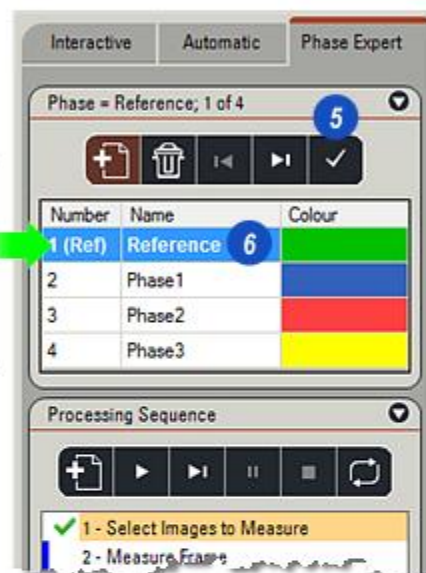 Interactive Automatic Phase Expert
Phase = Reference; 1 of 4
5
Number Name Colour
1 (Ref) Reference 6
2 Phase1
3 Phase2
4 Phase3
Processing Sequence
1 - Select Images to Measure
2 - Measure Frame